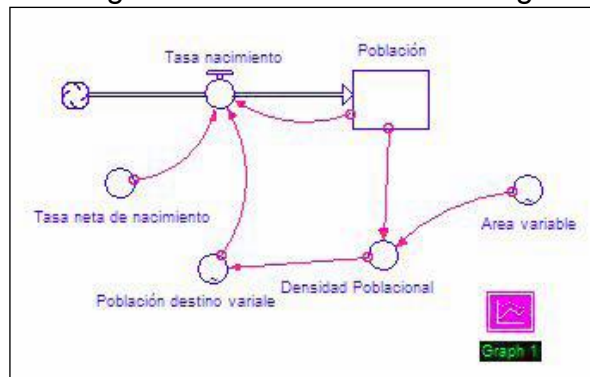 Tasa nacimiento
Población
Tasa neta de nacimiento
Area variable
Densidad Poblacional
Población destino variale
Graph 1